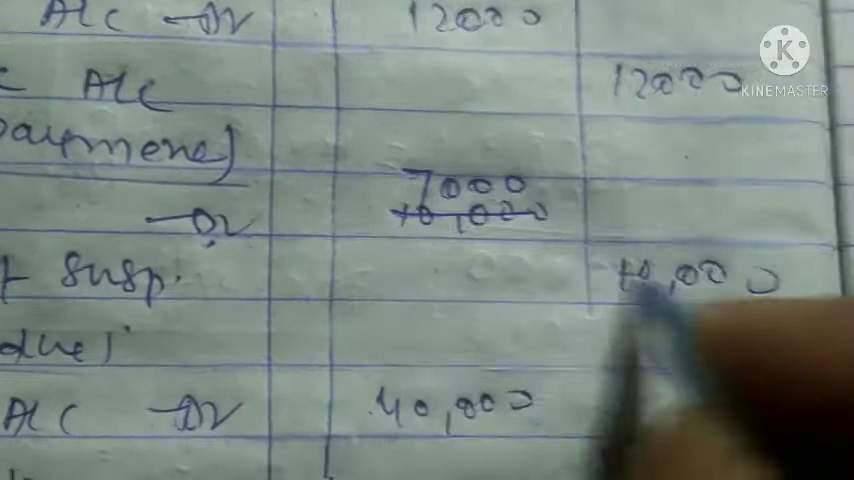 A/C — Dr 12000
A/C 12000
payment)
7000
— Dr 10,000
Susp. 10,000
due)
A/C — Dr 40,000
K
KINEMASTER